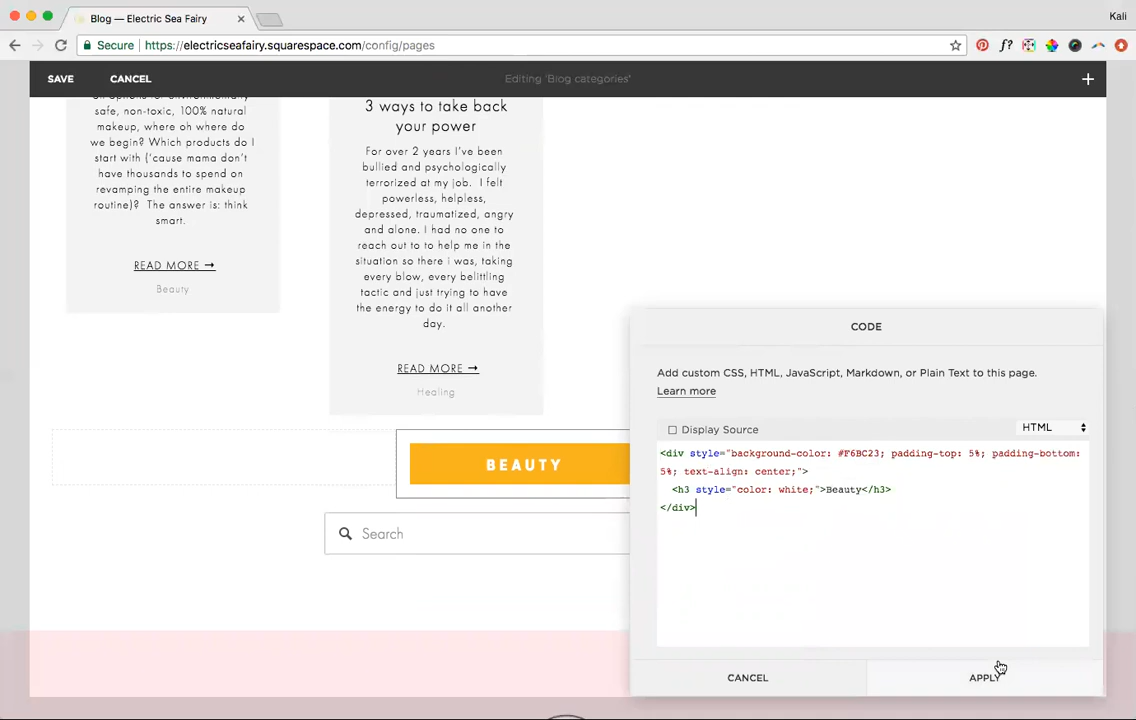 Blog — Electric Sea Fairy
Kali
Secure https://electricseafairy.squarespace.com/config/pages
f?
SAVE CANCEL Editing 'Blog categories'
safe, non-toxic, 100% natural
makeup, where oh where do
we begin? Which products do I
start with ('cause mama don't
have thousands to spend on
revamping the entire makeup
routine)? The answer is: think
smart.
READ MORE →
Beauty
3 ways to take back
your power
For over 2 years I've been
bullied and psychologically
terrorized at my job. I felt
powerless, helpless,
depressed, traumatized, angry
and alone. I had no one to
reach out to to help me in the
situation so there i was, taking
every blow, every belittling
tactic and just trying to have
the energy to do it all another
day.
READ MORE →
Healing
BEAUTY
Search
CODE
Add custom CSS, HTML, JavaScript, Markdown, or Plain Text to this page.
Learn more
Display Source HTML
<div style="background-color: #F6BC23; padding-top: 5%; padding-bottom:
5%; text-align: center;">
<h3 style="color: white;">Beauty</h3>
</div>
CANCEL APPLY